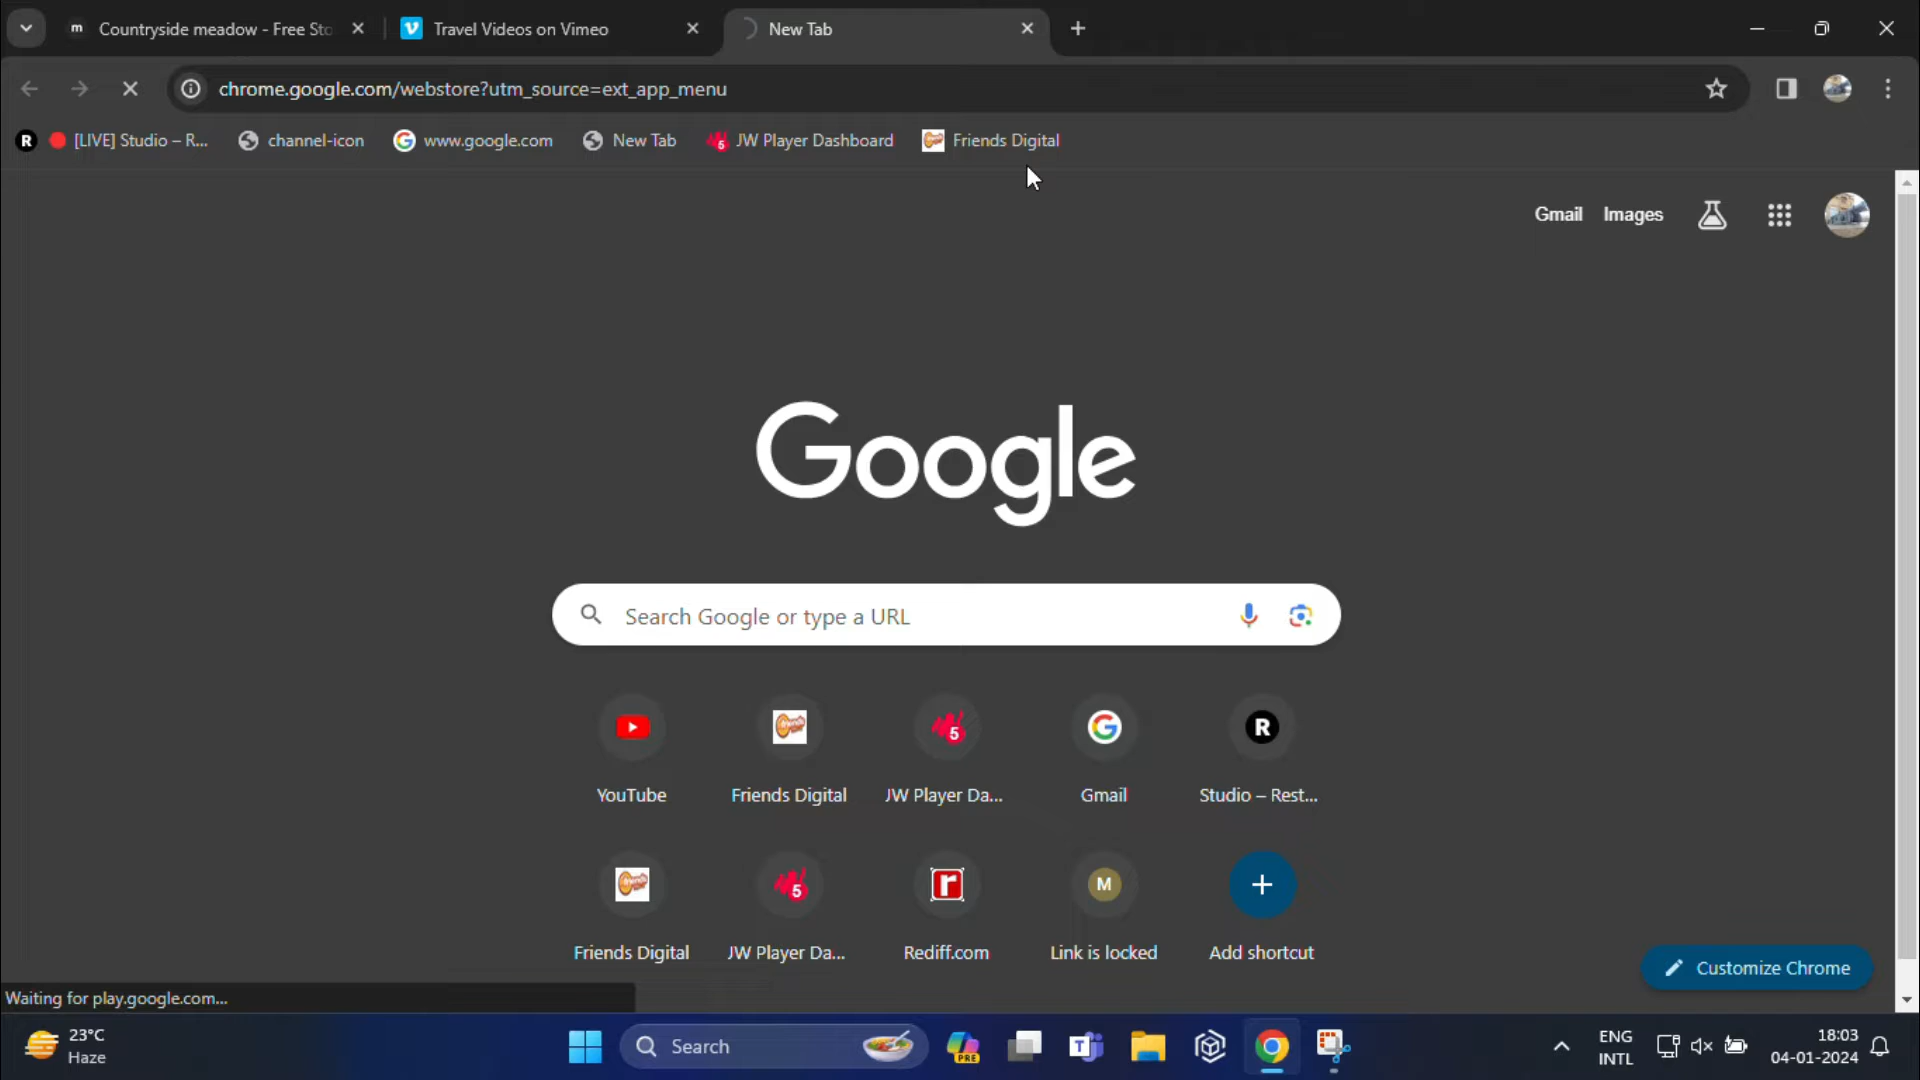 m Countryside meadow - Free Sto
Travel Videos on Vimeo
New Tab
chrome.google.com/webstore?utm_source=ext_app_menu
R [LIVE] Studio – R...
channel-icon
www.google.com
New Tab
5 JW Player Dashboard
Friends Digital
Gmail Images
Google
Search Google or type a URL
YouTube
Friends Digital
5
JW Player Da...
Gmail
R
Studio – Rest...
Friends Digital
5
JW Player Da...
r
Rediff.com
M
Link is locked
Add shortcut
Customize Chrome
Waiting for play.google.com...
23°C
Haze
Search
PRE
T
ENG
INTL
18:03
04-01-2024